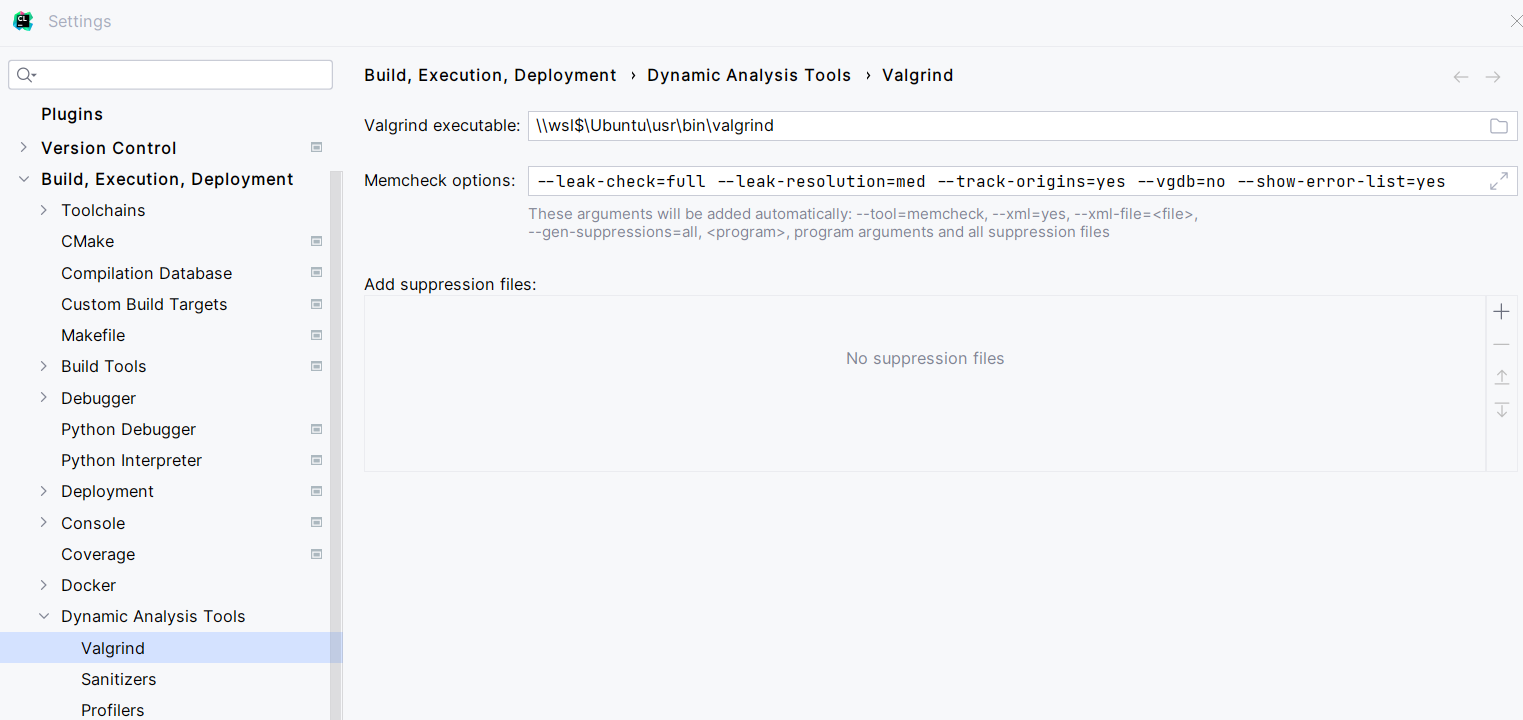 CL
Settings
Plugins
Version Control
Build, Execution, Deployment
Toolchains
CMake
Compilation Database
Custom Build Targets
Makefile
Build Tools
Debugger
Python Debugger
Python Interpreter
Deployment
Console
Coverage
Docker
Dynamic Analysis Tools
Valgrind
Sanitizers
Profilers
Build, Execution, Deployment › Dynamic Analysis Tools › Valgrind
Valgrind executable: \\wsl$\Ubuntu\usr\bin\valgrind
Memcheck options: --leak-check=full --leak-resolution=med --track-origins=yes --vgdb=no --show-error-list=yes
These arguments will be added automatically: --tool=memcheck, --xml=yes, --xml-file=<file>,
--gen-suppressions=all, <program>, program arguments and all suppression files
Add suppression files:
No suppression files